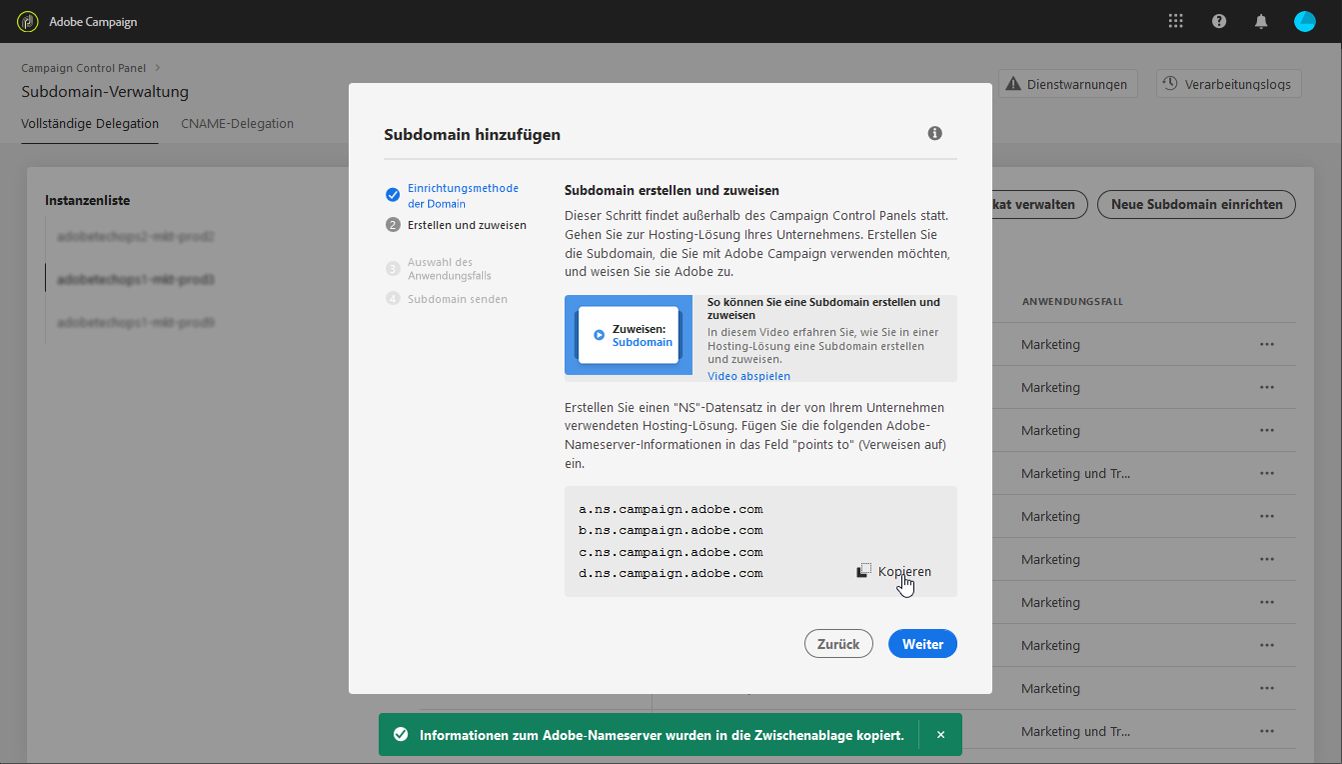 Adobe Campaign
Campaign Control Panel
Subdomain-Verwaltung
Dienstwarnungen
Verarbeitungslogs
Vollständige Delegation
CNAME-Delegation
Instanzenliste
adobetechops2-mkt-prod2
adobetechops1-mkt-prod3
adobetechops1-mkt-prod9
Subdomain hinzufügen
Einrichtungsmethode
der Domain
2 Erstellen und zuweisen
3 Auswahl des
Anwendungsfalls
4 Subdomain senden
Subdomain erstellen und zuweisen
Dieser Schritt findet außerhalb des Campaign Control Panels statt.
Gehen Sie zur Hosting-Lösung Ihres Unternehmens. Erstellen Sie
die Subdomain, die Sie mit Adobe Campaign verwenden möchten,
und weisen Sie sie Adobe zu.
Zuweisen:
Subdomain
So können Sie eine Subdomain erstellen und
zuweisen
In diesem Video erfahren Sie, wie Sie in einer
Hosting-Lösung eine Subdomain erstellen
und zuweisen.
Video abspielen
Erstellen Sie einen "NS"-Datensatz in der von Ihrem Unternehmen
verwendeten Hosting-Lösung. Fügen Sie die folgenden Adobe-
Nameserver-Informationen in das Feld "points to" (Verweisen auf)
ein.
a.ns.campaign.adobe.com
b.ns.campaign.adobe.com
c.ns.campaign.adobe.com
d.ns.campaign.adobe.com
Kopieren
Zurück
Weiter
kat verwalten
Neue Subdomain einrichten
ANWENDUNGSFALL
Marketing
Marketing
Marketing
Marketing und Tr...
Marketing
Marketing
Marketing
Marketing
Marketing
Marketing und Tr...
Informationen zum Adobe-Nameserver wurden in die Zwischenablage kopiert.